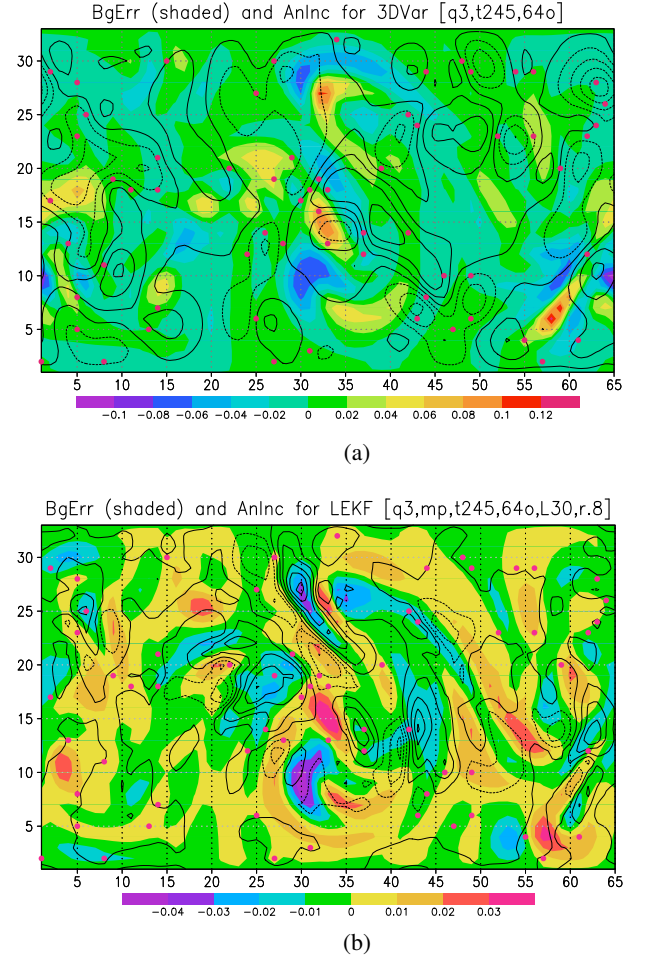 BgErr (shaded) and AnInc for 3DVar [q3,t245,64o]
30
25
20
15
10
5
5 10 15 20 25 30 35 40 45 50 55 60 65
−0.1 −0.08 −0.06 −0.04 −0.02 0 0.02 0.04 0.06 0.08 0.1 0.12
(a)
BgErr (shaded) and AnInc for LEKF [q3,mp,t245,64o,L30,r.8]
30
25
20
15
10
5
5 10 15 20 25 30 35 40 45 50 55 60 65
−0.04 −0.03 −0.02 −0.01 0 0.01 0.02 0.03
(b)